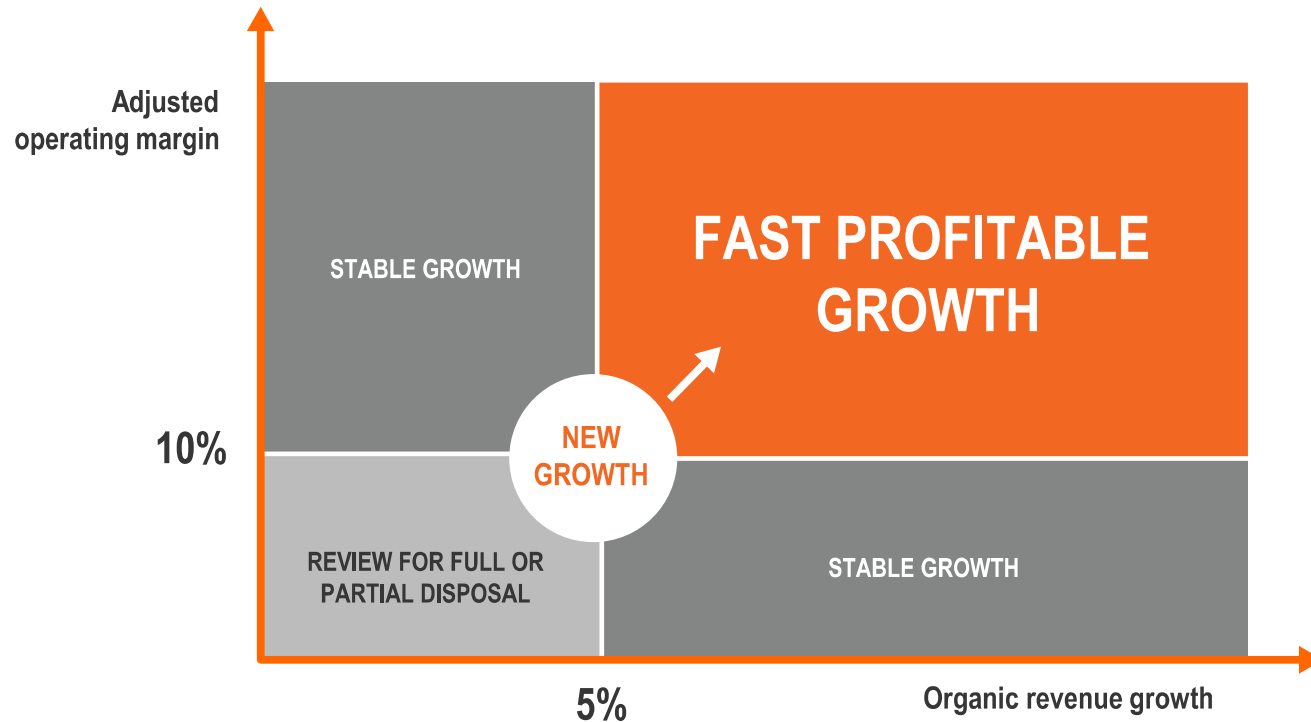 Adjusted
operating margin
STABLE GROWTH
FAST PROFITABLE
GROWTH
10%
NEW
GROWTH
REVIEW FOR FULL OR
PARTIAL DISPOSAL
STABLE GROWTH
5%
Organic revenue growth